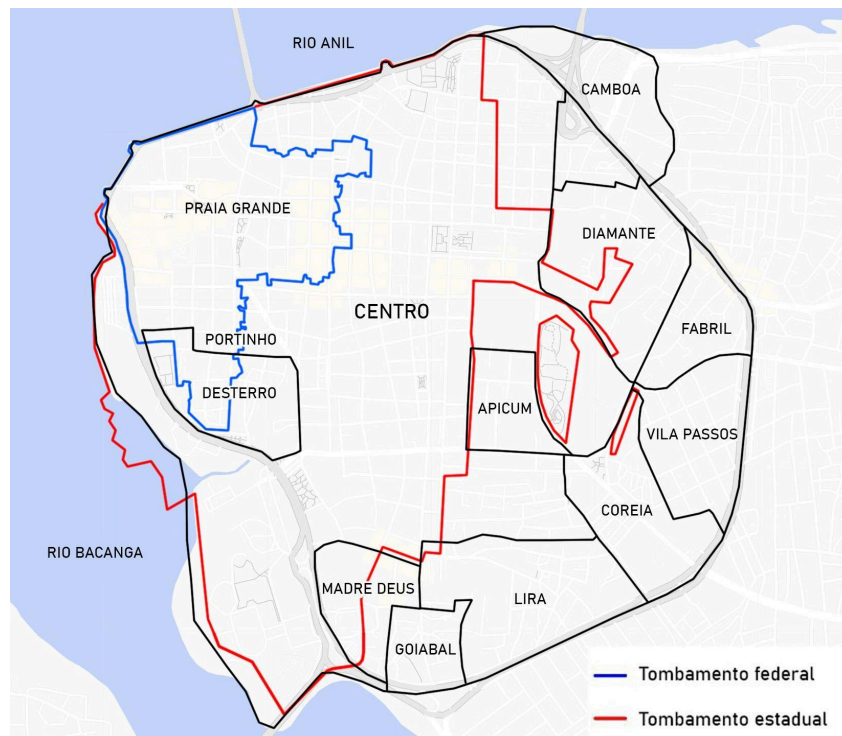 RIO ANIL
CAMBOA
PRAIA GRANDE
DIAMANTE
CENTRO
FABRIL
PORTINHO
DESTERRO
APICUM
VILA PASSOS
COREIA
RIO BACANGA
MADRE DEUS
LIRA
GOIABAL
Tombamento federal
Tombamento estadual